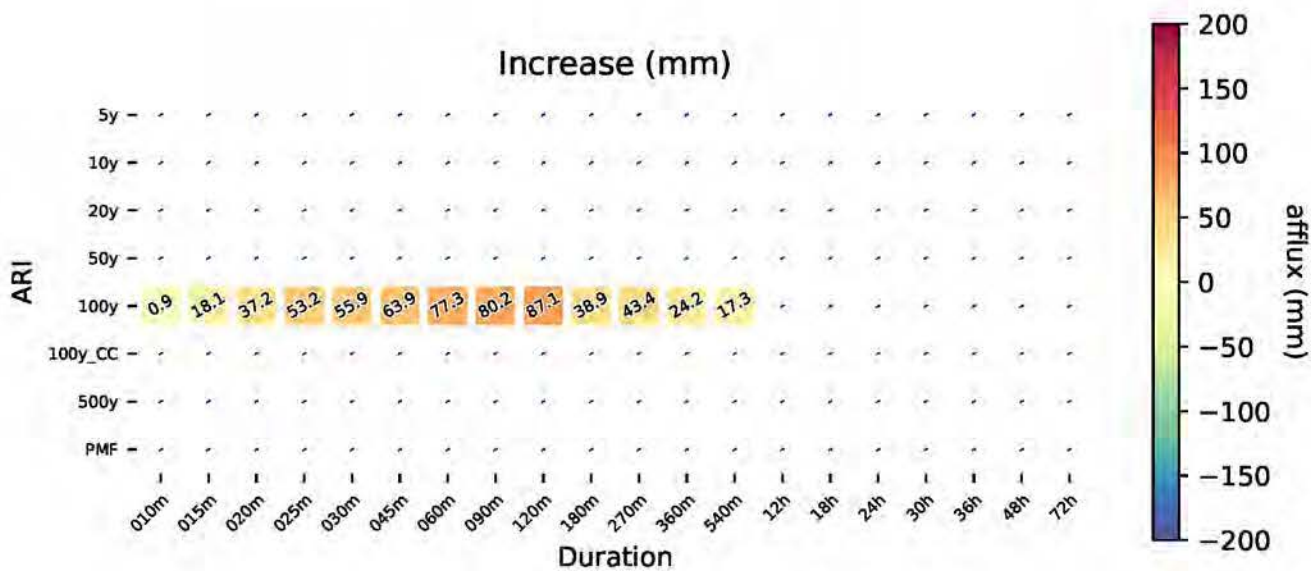 Increase (mm)
ARI
5y
10y
20y
50y
100y 0.9 18.1 37.2 53.2 55.9 63.9 77.3 80.2 87.1 38.9 43.4 24.2 17.3
100y_CC
500y
PMF
010m 015m 020m 025m 030m 045m 060m 090m 120m 180m 270m 360m 540m 12h 18h 24h 30h 36h 48h 72h
Duration
200
150
100
50
0
−50
−100
−150
−200
afflux (mm)